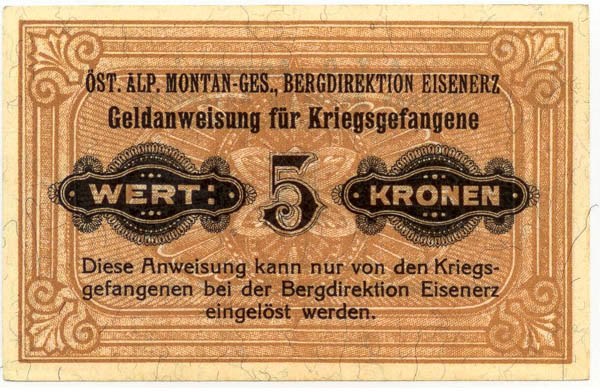 ÖST. ALP. MONTAN-GES., BERGDIREKTION EISENERZ
Geldanweisung für Kriegsgefangene
WERT: 5 KRONEN
Diese Anweisung kann nur von den Kriegs-
gefangenen bei der Bergdirektion Eisenerz
eingelöst werden.